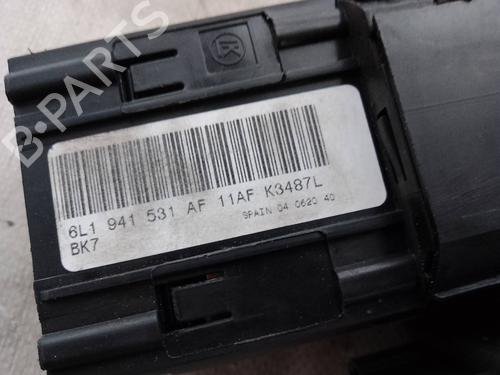 B-PARTS
6L1 941 531 AF 11AF K3487L
BK7
SPAIN 04 0620 40